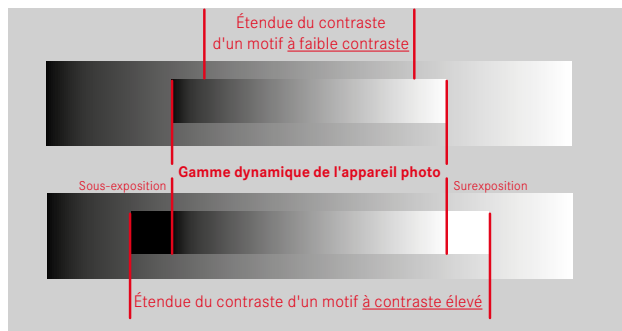 Étendue du contraste
d'un motif à faible contraste
Gamme dynamique de l'appareil photo
Sous-exposition
Surexposition
Étendue du contraste d'un motif à contraste élevé